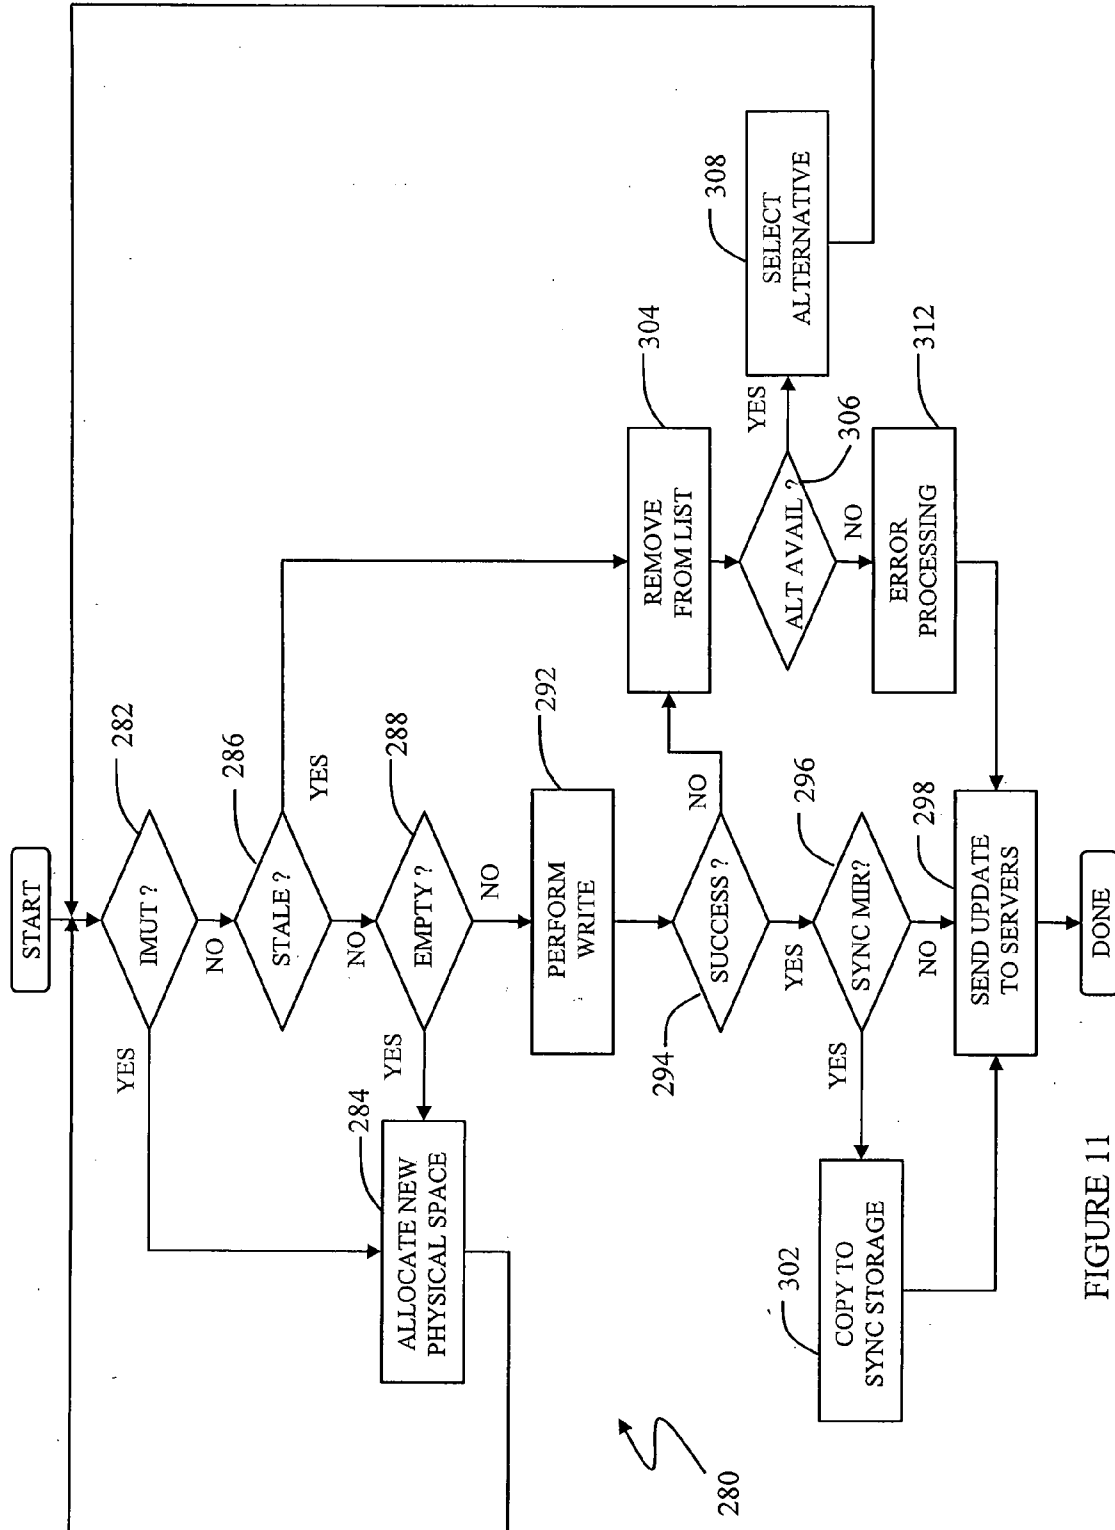 START
282
IMUT ?
YES
NO
286
STALE ?
YES
NO
288
EMPTY ?
YES
NO
284
ALLOCATE NEW
PHYSICAL SPACE
292
PERFORM
WRITE
294
SUCCESS ?
NO
YES
304
REMOVE
FROM LIST
306
ALT AVAIL ?
YES
NO
308
SELECT
ALTERNATIVE
312
ERROR
PROCESSING
296
SYNC MIR?
YES
NO
302
COPY TO
SYNC STORAGE
298
SEND UPDATE
TO SERVERS
DONE
280
FIGURE 11